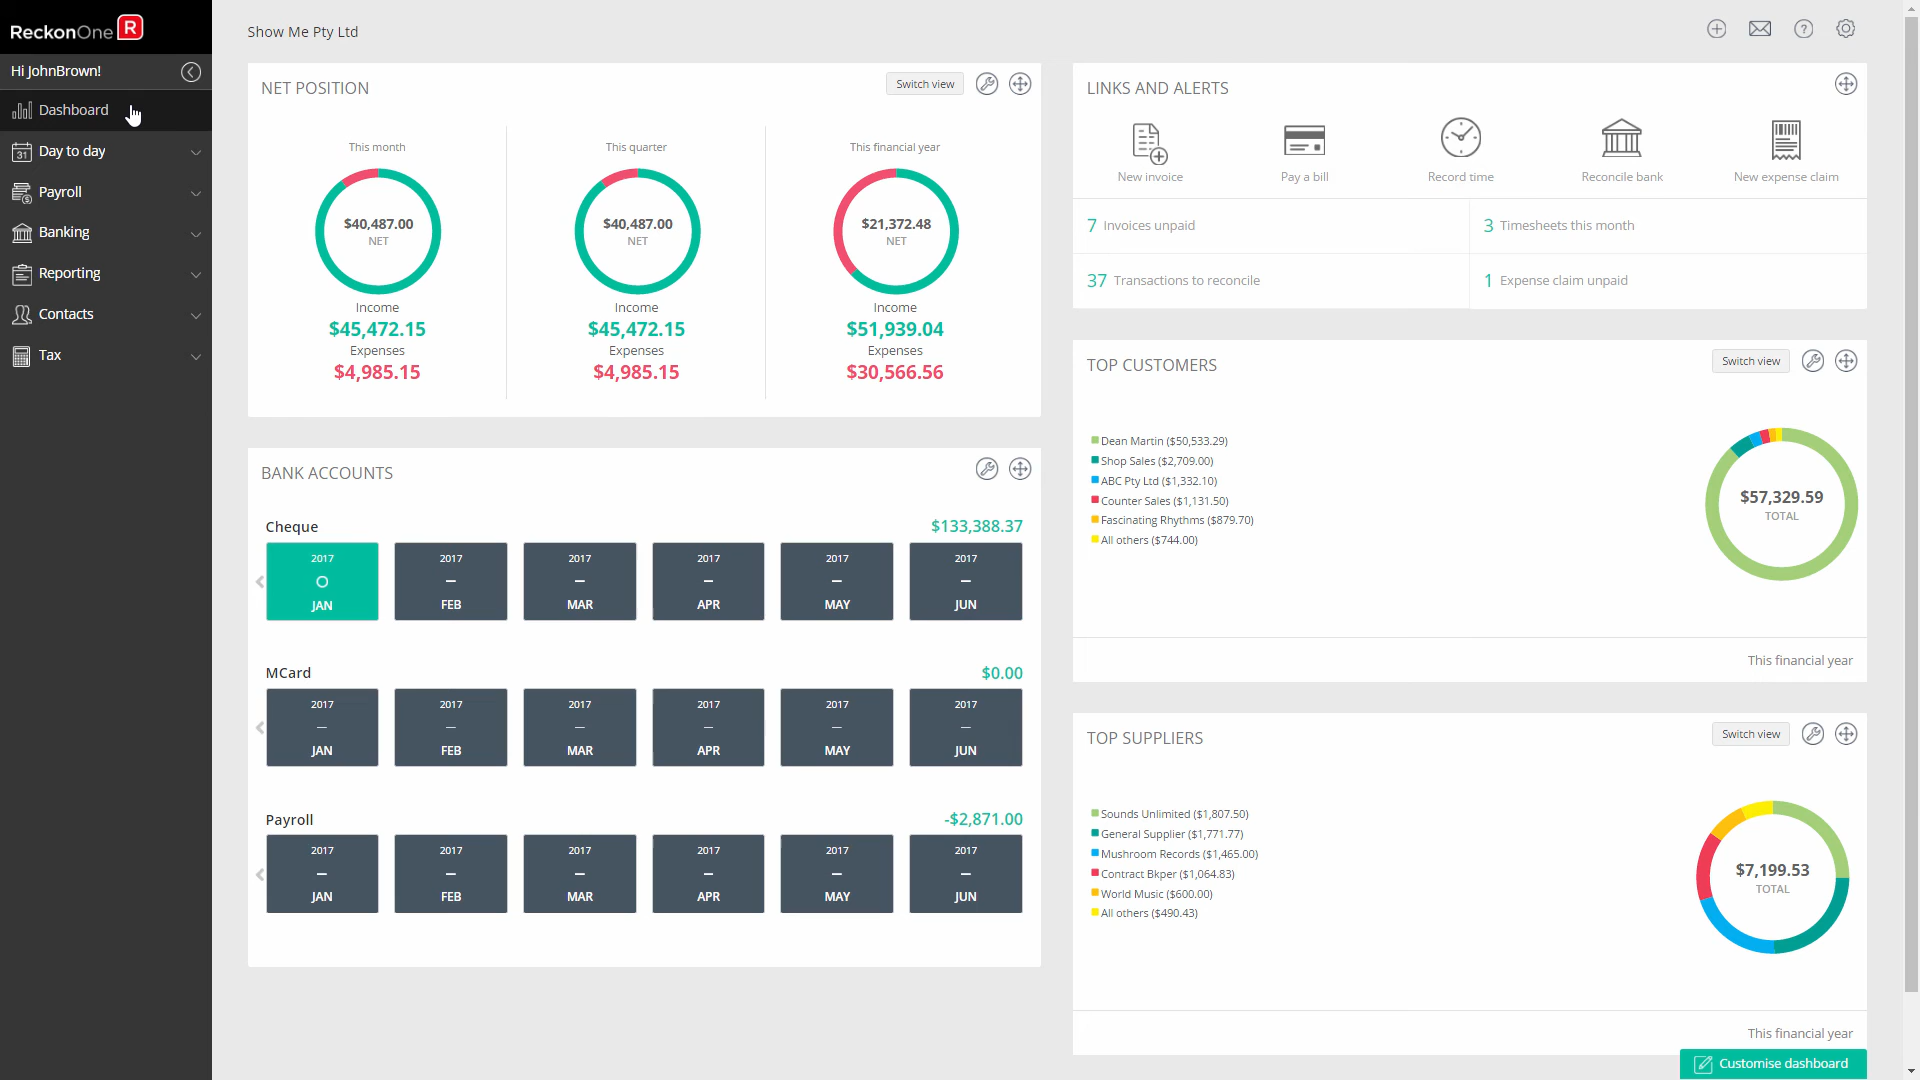 ReckonOne R
Hi JohnBrown!
Dashboard
31 Day to day
Payroll
Banking
Reporting
Contacts
Tax
Show Me Pty Ltd
NET POSITION
Switch view
This month
$40,487.00
NET
Income
$45,472.15
Expenses
$4,985.15
This quarter
$40,487.00
NET
Income
$45,472.15
Expenses
$4,985.15
This financial year
$21,372.48
NET
Income
$51,939.04
Expenses
$30,566.56
BANK ACCOUNTS
Cheque $133,388.37
2017 2017 2017 2017 2017 2017
JAN FEB MAR APR MAY JUN
MCard $0.00
2017 2017 2017 2017 2017 2017
JAN FEB MAR APR MAY JUN
Payroll -$2,871.00
2017 2017 2017 2017 2017 2017
JAN FEB MAR APR MAY JUN
LINKS AND ALERTS
New invoice Pay a bill Record time Reconcile bank New expense claim
7 Invoices unpaid 3 Timesheets this month
37 Transactions to reconcile 1 Expense claim unpaid
TOP CUSTOMERS
Switch view
Dean Martin ($50,533.29)
Shop Sales ($2,709.00)
ABC Pty Ltd ($1,332.10)
Counter Sales ($1,131.50)
Fascinating Rhythms ($879.70)
All others ($744.00)
$57,329.59
TOTAL
This financial year
TOP SUPPLIERS
Switch view
Sounds Unlimited ($1,807.50)
General Supplier ($1,771.77)
Mushroom Records ($1,465.00)
Contract Bkper ($1,064.83)
World Music ($600.00)
All others ($490.43)
$7,199.53
TOTAL
This financial year
Customise dashboard